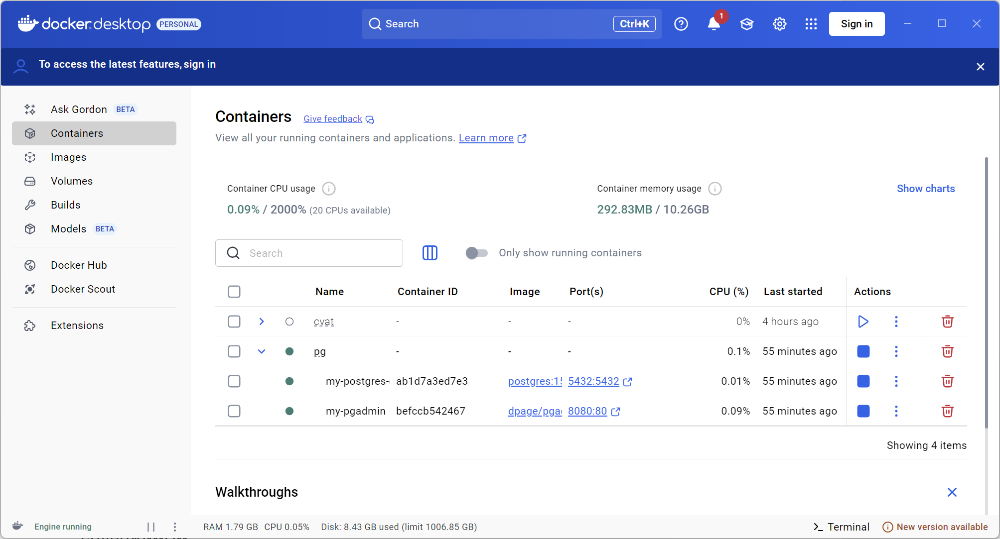 docker desktop PERSONAL
Search Ctrl+K
1
Sign in
To access the latest features, sign in
Ask Gordon BETA
Containers
Images
Volumes
Builds
Models BETA
Docker Hub
Docker Scout
Extensions
Containers Give feedback
View all your running containers and applications. Learn more
Container CPU usage
0.09% / 2000% (20 CPUs available)
Container memory usage
292.83MB / 10.26GB
Show charts
Search
Only show running containers
Name Container ID Image Port(s) CPU (%) Last started Actions
cvat - - - 0% 4 hours ago
pg - - - 0.1% 55 minutes ago
my-postgres- ab1d7a3ed7e3 postgres:15 5432:5432 0.01% 55 minutes ago
my-pgadmin befccb542467 dpage/pga 8080:80 0.09% 55 minutes ago
Showing 4 items
Walkthroughs
Engine running
RAM 1.79 GB CPU 0.05% Disk: 8.43 GB used (limit 1006.85 GB)
Terminal
New version available